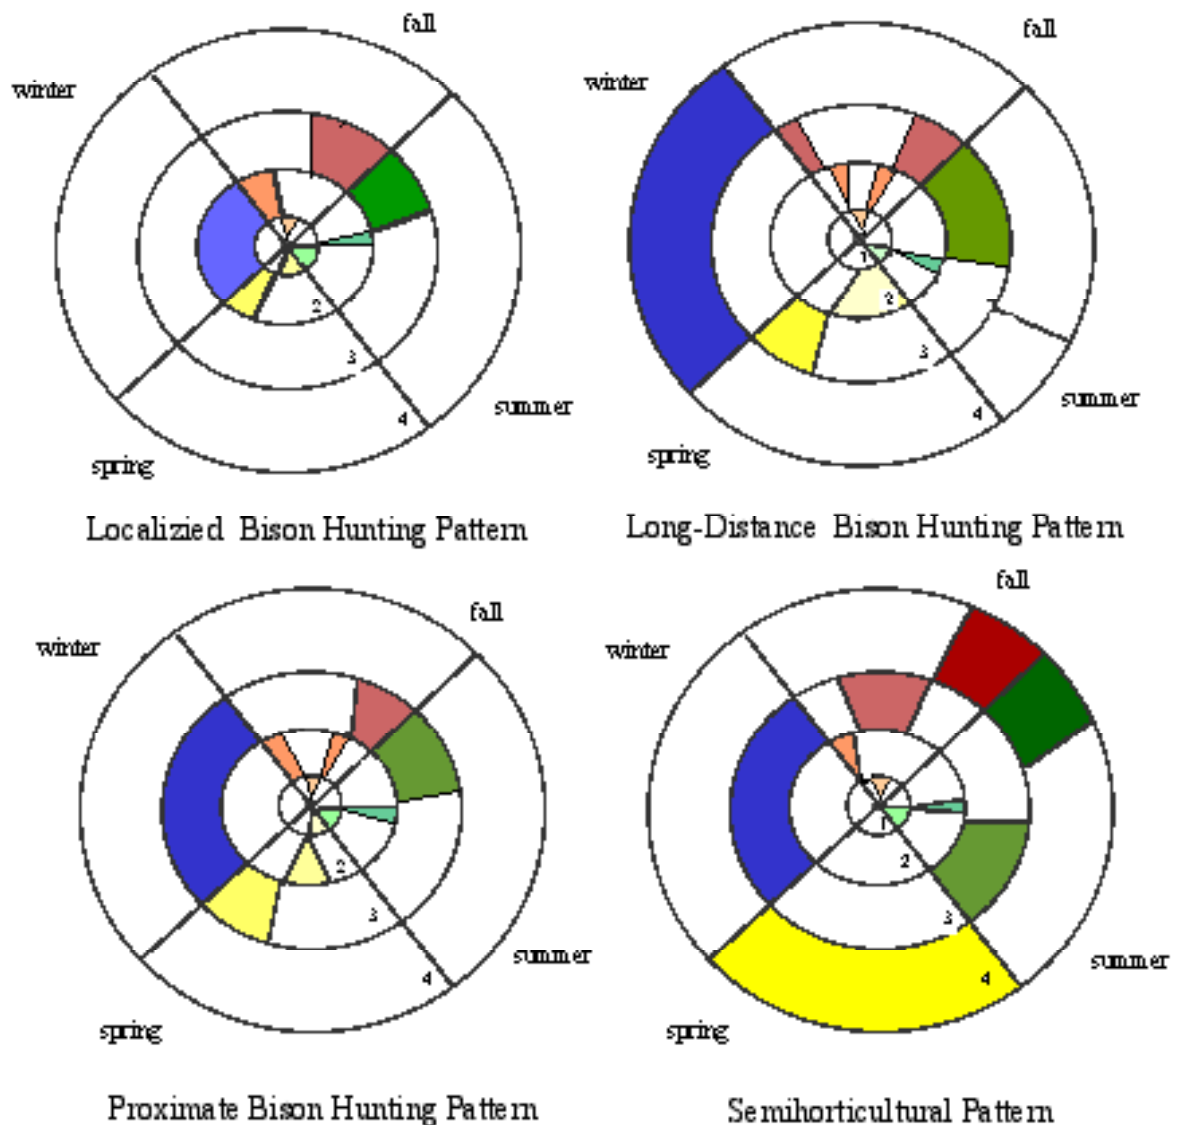 fall
winter
2
3
4
summer
spring
Localizied Bison Hunting Pattern
fall
winter
1
2
3
4
summer
spring
Long-Distance Bison Hunting Pattern
fall
winter
2
3
4
summer
spring
Proximate Bison Hunting Pattern
fall
winter
1
2
3
4
summer
spring
Semihorticultural Pattern